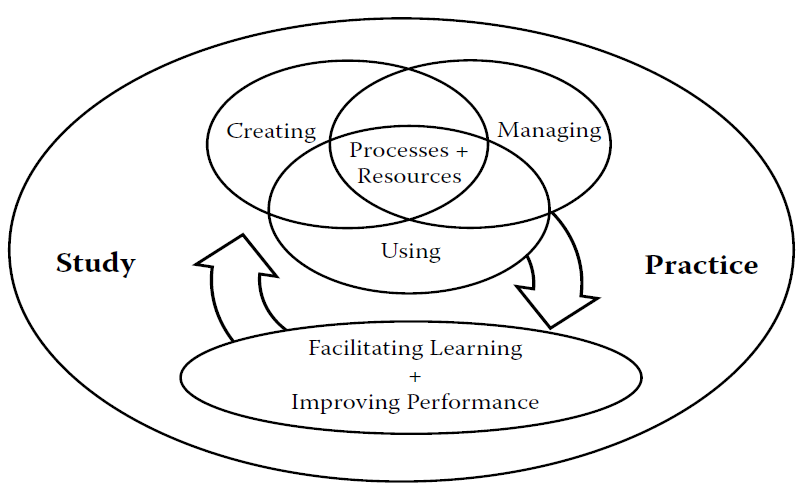 Creating
Managing
Processes +
Resources
Using
Study
Practice
Facilitating Learning
+
Improving Performance